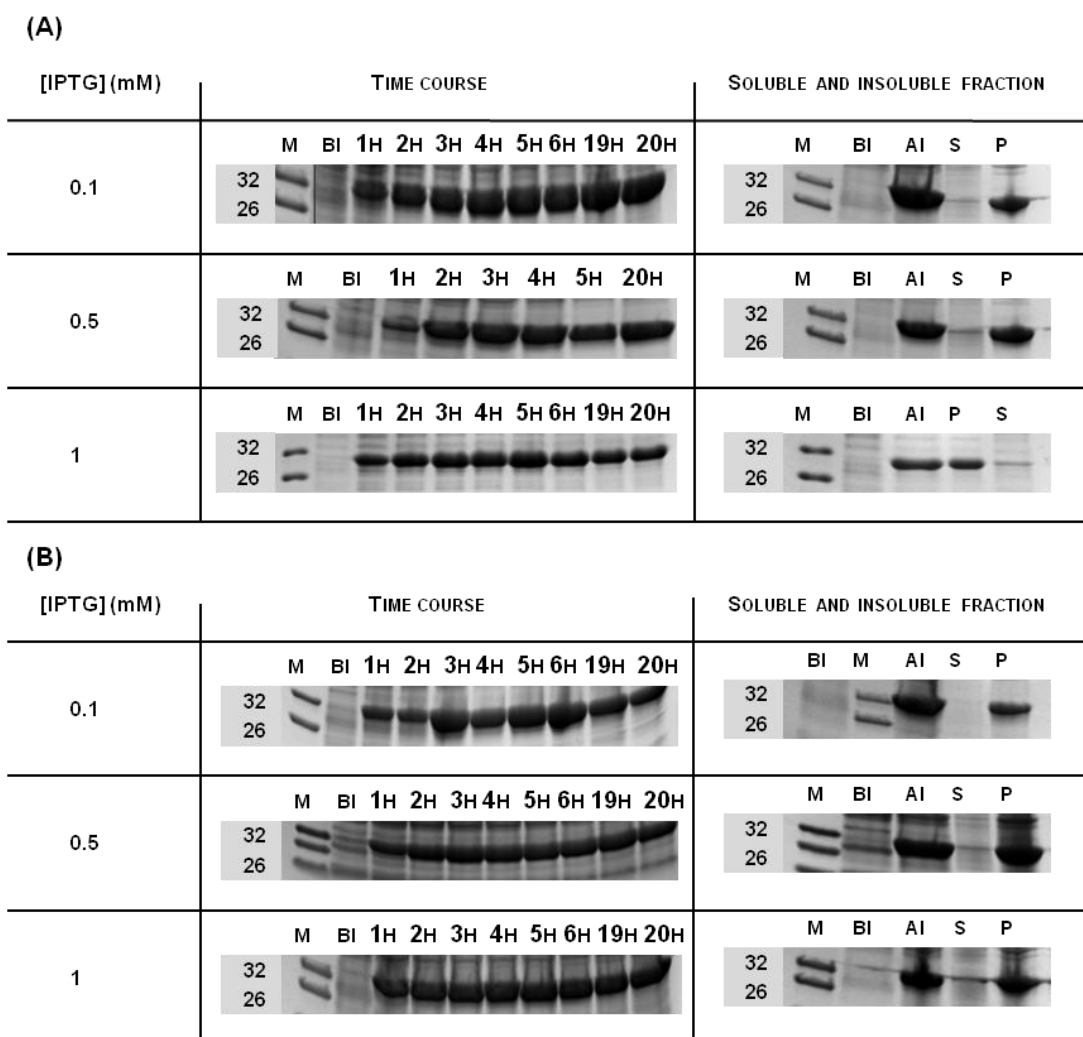 (A)
[IPTG] (mM) TIME COURSE SOLUBLE AND INSOLUBLE FRACTION
M BI 1H 2H 3H 4H 5H 6H 19H 20H M BI AI S P
0.1 32 32
26 26
M BI 1H 2H 3H 4H 5H 20H M BI AI S P
0.5 32 32
26 26
M BI 1H 2H 3H 4H 5H 6H 19H 20H M BI AI P S
1 32 32
26 26
(B)
[IPTG] (mM) TIME COURSE SOLUBLE AND INSOLUBLE FRACTION
M BI 1H 2H 3H 4H 5H 6H 19H 20H BI M AI S P
0.1 32 32
26 26
M BI 1H 2H 3H 4H 5H 6H 19H 20H M BI AI S P
0.5 32 32
26 26
M BI 1H 2H 3H 4H 5H 6H 19H 20H M BI AI S P
1 32 32
26 26